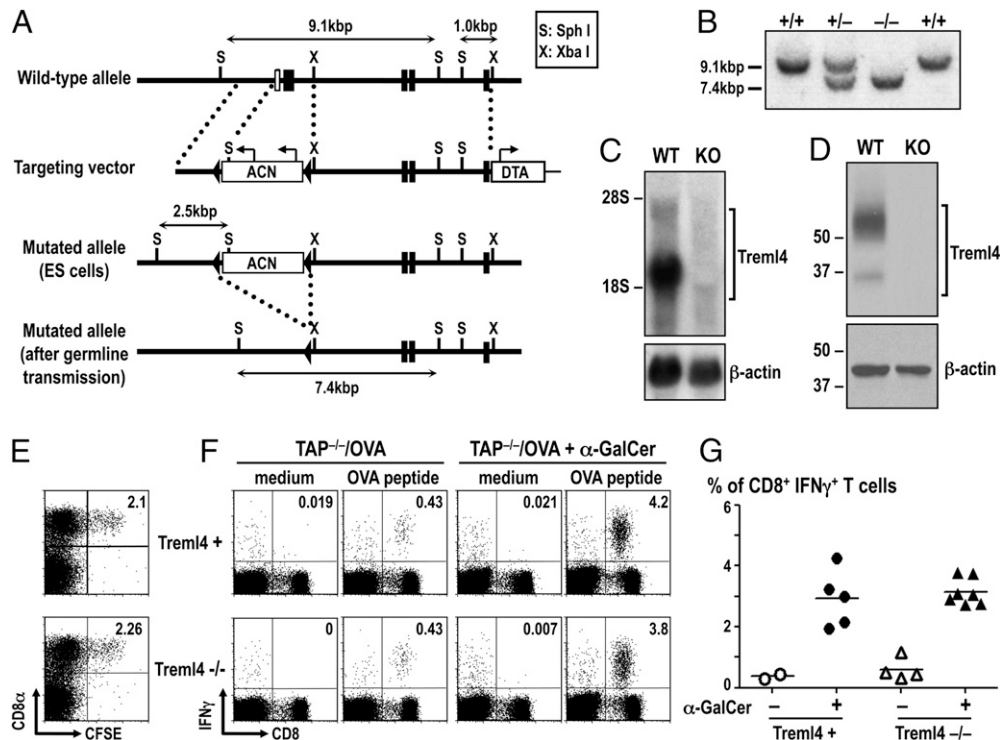 A
9.1kbp
1.0kbp
S: Sph I
X: Xba I
S X S S X
Wild-type allele
S X S S
Targeting vector
ACN
DTA
2.5kbp
S S X S S X
Mutated allele
(ES cells)
ACN
S X S S X
Mutated allele
(after germline
transmission)
7.4kbp
B
+/+ +/− −/− +/+
9.1kbp
7.4kbp
C
WT KO
28S
18S
Treml4
β-actin
D
WT KO
50
37
Treml4
50
37
β-actin
E
2.1
2.26
CD8α
CFSE
F
TAP−/−/OVA
TAP−/−/OVA + α-GalCer
medium OVA peptide medium OVA peptide
Treml4 +
0.019 0.43 0.021 4.2
Treml4 -/-
0 0.43 0.007 3.8
IFNγ
CD8
G
% of CD8+ IFNγ+ T cells
6
4
2
0
α-GalCer − + − +
Treml4 + Treml4 −/−